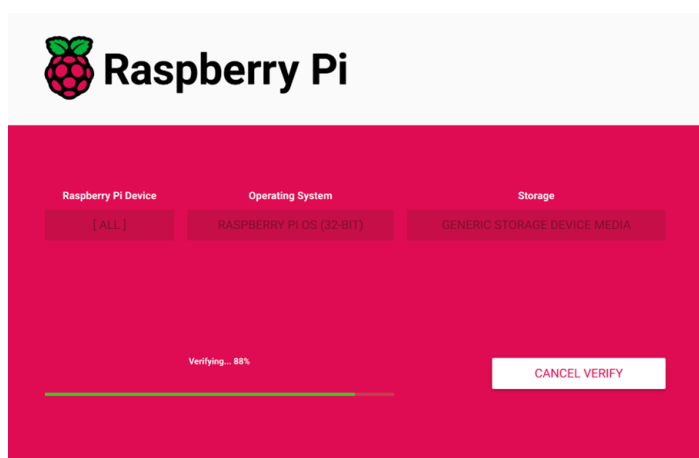 Raspberry Pi
Raspberry Pi Device
Operating System
Storage
[ ALL ]
RASPBERRY PI OS (32-BIT)
GENERIC STORAGE DEVICE MEDIA
Verifying... 88%
CANCEL VERIFY